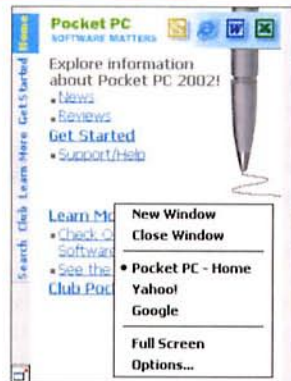 Pocket PC
SOFTWARE MATTERS
Home
Get Started
Learn More
Club
Search
Explore information
about Pocket PC 2002!
News
Reviews
Get Started
Support/Help
Learn Mo
Check O
Software
See the
Club Poc
New Window
Close Window
• Pocket PC - Home
Yahoo!
Google
Full Screen
Options...